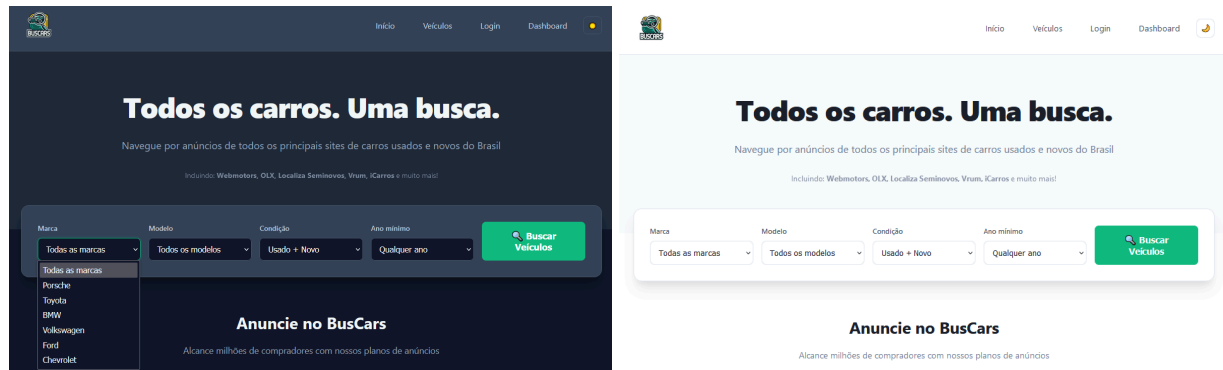 BUSCARS
Início
Veículos
Login
Dashboard
Todos os carros. Uma busca.
Navegue por anúncios de todos os principais sites de carros usados e novos do Brasil
Incluindo: Webmotors, OLX, Localiza Seminovos, Vrum, iCarros e muito mais!
Marca
Modelo
Condição
Ano mínimo
Todas as marcas
Todos os modelos
Usado + Novo
Qualquer ano
Buscar
Veículos
Todas as marcas
Porsche
Toyota
BMW
Volkswagen
Ford
Chevrolet
Anuncie no BusCars
Alcance milhões de compradores com nossos planos de anúncios
BUSCARS
Início
Veículos
Login
Dashboard
Todos os carros. Uma busca.
Navegue por anúncios de todos os principais sites de carros usados e novos do Brasil
Incluindo: Webmotors, OLX, Localiza Seminovos, Vrum, iCarros e muito mais!
Marca
Modelo
Condição
Ano mínimo
Todas as marcas
Todos os modelos
Usado + Novo
Qualquer ano
Buscar
Veículos
Anuncie no BusCars
Alcance milhões de compradores com nossos planos de anúncios